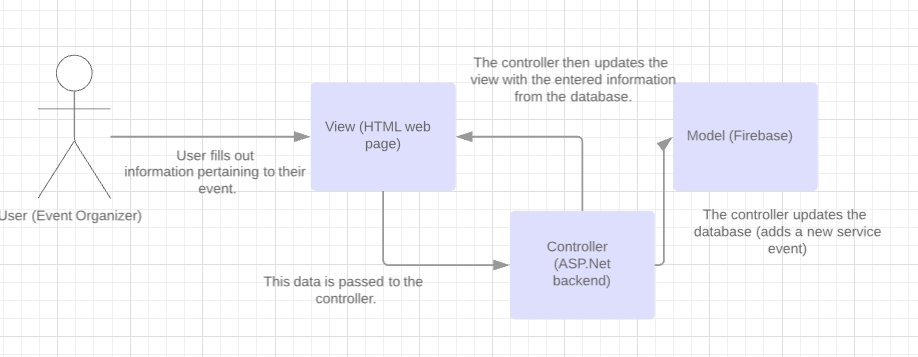 The controller then updates the
view with the entered information
from the database.
View (HTML web
page)
Model (Firebase)
User fills out
information pertaining to their
event.
User (Event Organizer)
The controller updates the
database (adds a new service
event)
Controller
(ASP.Net
backend)
This data is passed to the
controller.